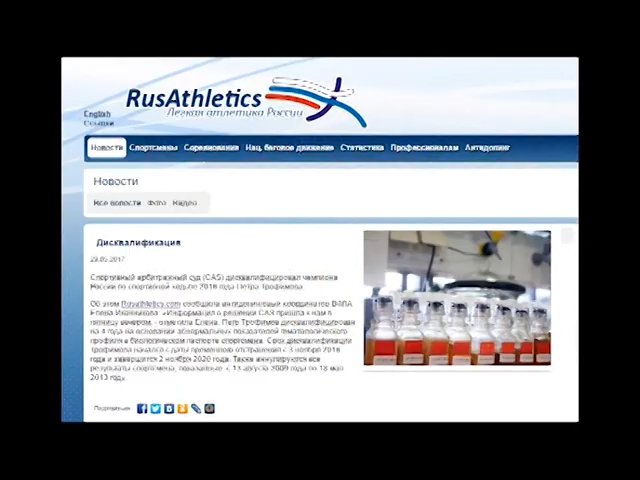 RusAthletics
Легкая атлетика России
English
Ссылки
Новости Спортсмены Соревнования Нац. беговое движение Статистика Профессионалам Антидопинг
Новости
Все новости Фото Видео
Дисквалификация
29.05.2017
Спортивный арбитражный суд (CAS) дисквалифицировал чемпиона
России по спортивной ходьбе 2016 года Петра Трофимова.
Об этом Rusathletics.com сообщила антидопинговый координатор ВФЛА
Елена Иконникова. «Информация о решении CAS пришла к нам в
пятницу вечером, - отметила Елена. Петр Трофимов дисквалифицирован
на 4 года на основании абнормальных показателей гематологического
профиля в биологическом паспорте спортсмена. Срок дисквалификации
Трофимова начался с даты временного отстранения с 3 ноября 2016
года и завершится 2 ноября 2020 года. Также аннулируются все
результаты спортсмена, показанные с 13 августа 2009 года по 18 мая
2013 года.
Поделиться